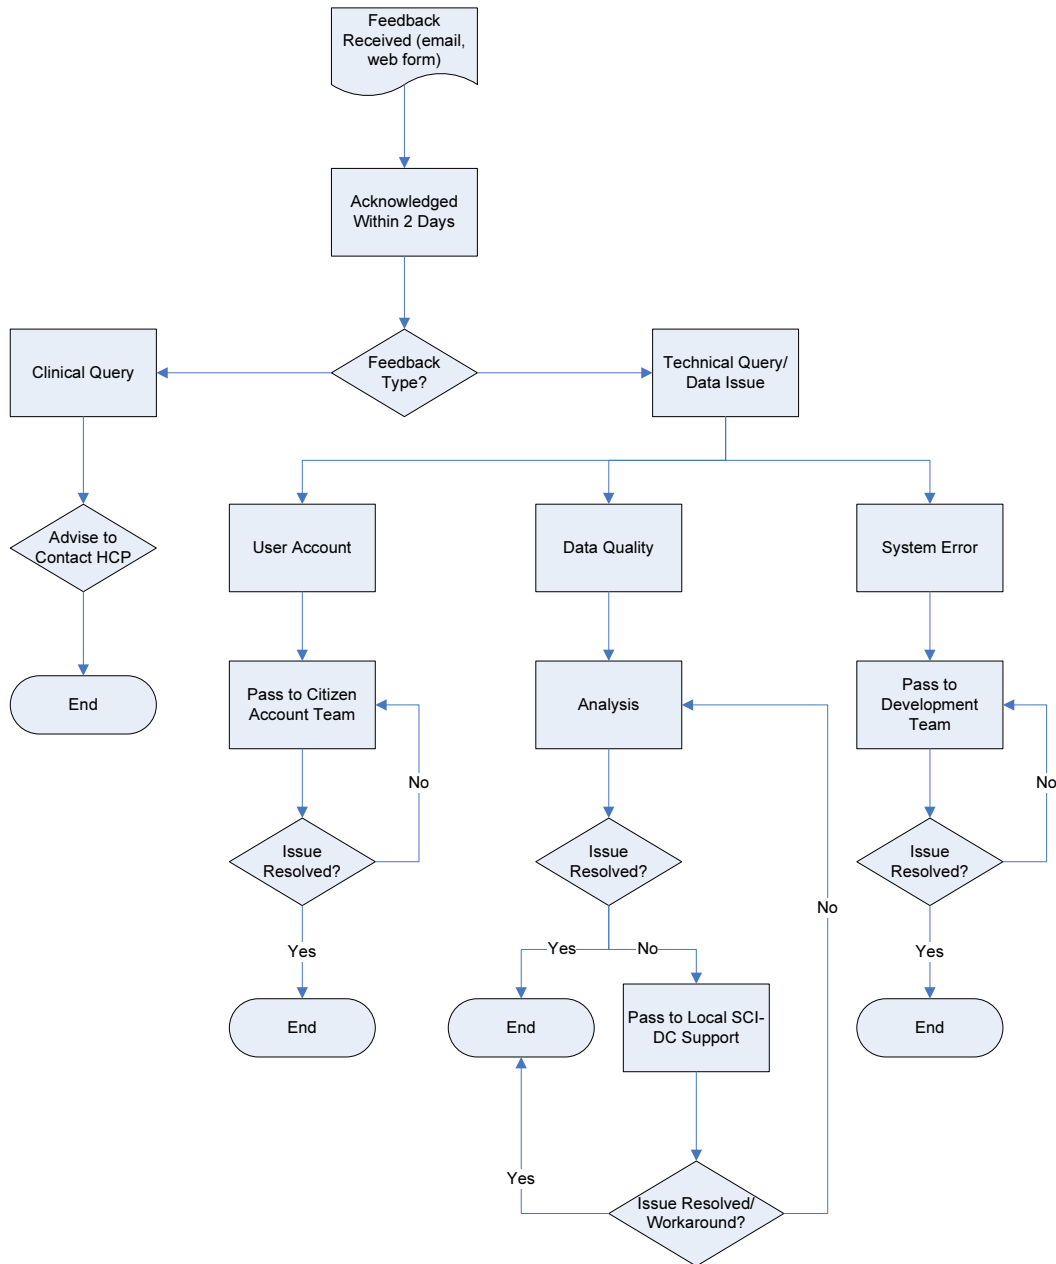 Feedback
Received (email,
web form)
Acknowledged
Within 2 Days
Clinical Query
Feedback
Type?
Technical Query/
Data Issue
Advise to
Contact HCP
User Account
Data Quality
System Error
End
Pass to Citizen
Account Team
Analysis
Pass to
Development
Team
No
No
Issue
Resolved?
Issue
Resolved?
Issue
Resolved?
No
Yes
Yes
No
Yes
End
End
Pass to Local SCI-
DC Support
End
Yes
Issue Resolved/
Workaround?